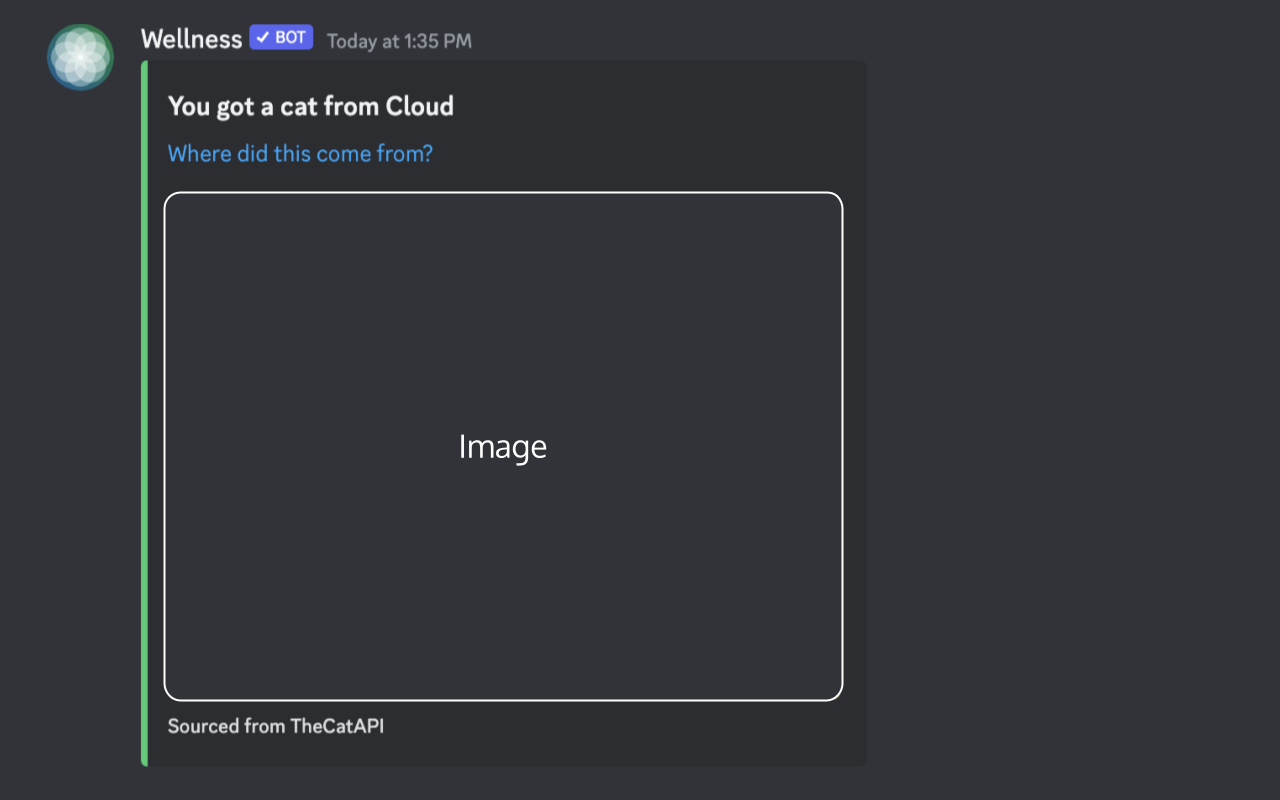 Wellness ✓ BOT Today at 1:35 PM
You got a cat from Cloud
Where did this come from?
Image
Sourced from TheCatAPI